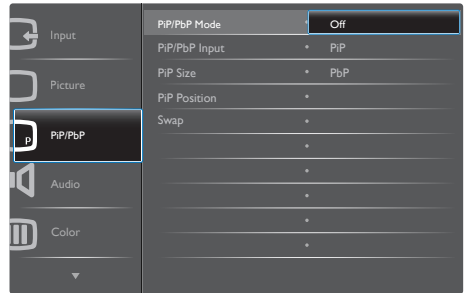 Input
Picture
P
PiP/PbP
Audio
Color
PiP/PbP Mode
PiP/PbP Input
PiP Size
PiP Position
Swap
Off
PiP
PbP